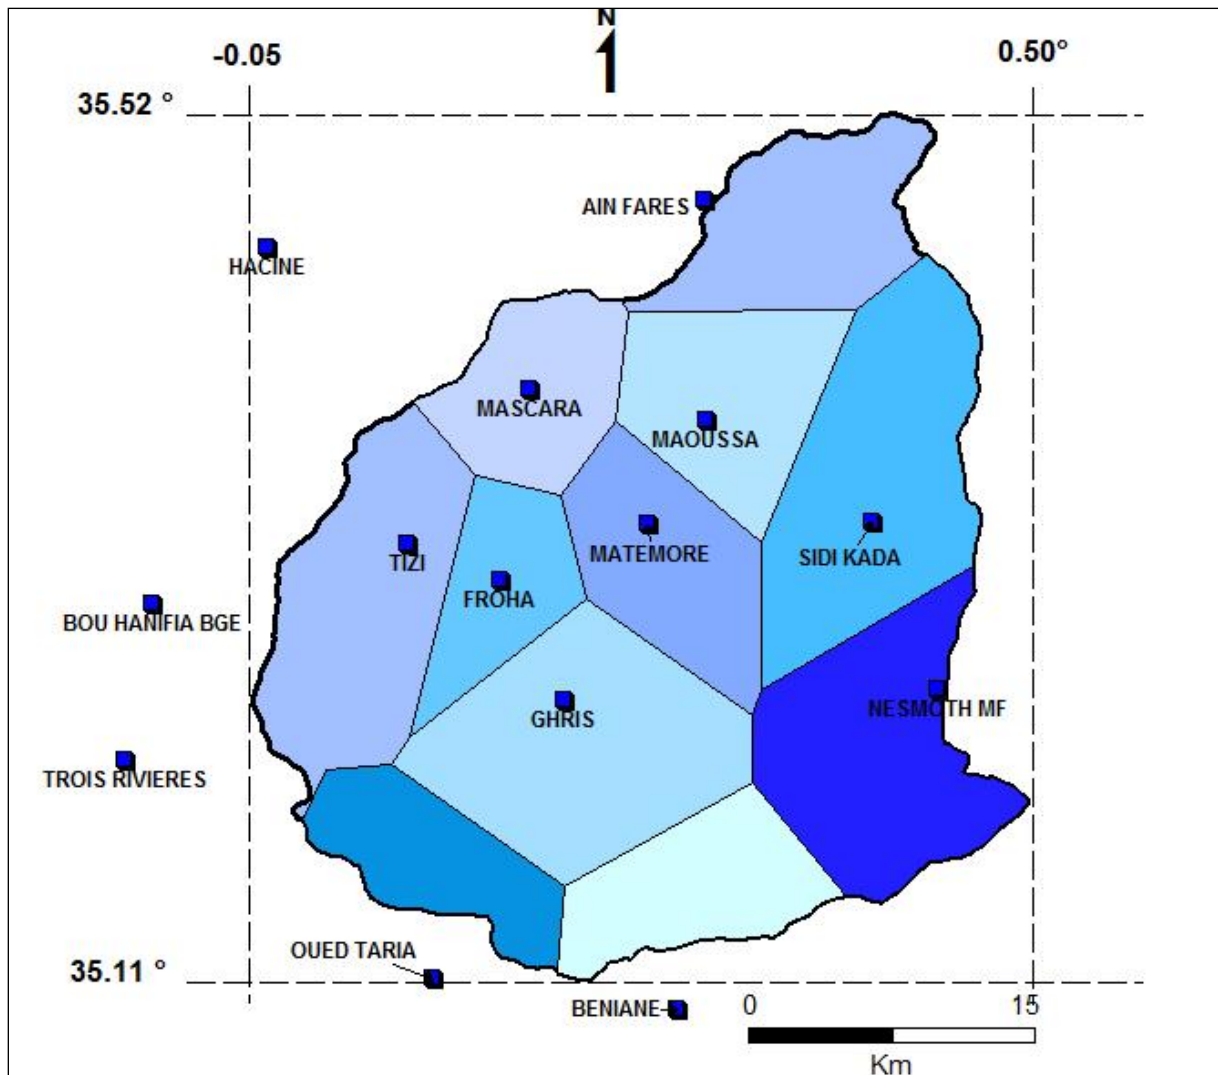 N
-0.05
0.50°
35.52 °
AIN FARES
HACINE
MASCARA
MAOUSSA
MATEMORE
SIDI KADA
TIZI
FROHA
BOU HANIFIA BGE
NESMOTH MF
GHRIS
TROIS RIVIERES
OUED TARIA
35.11 °
BENIANE
0 15
Km